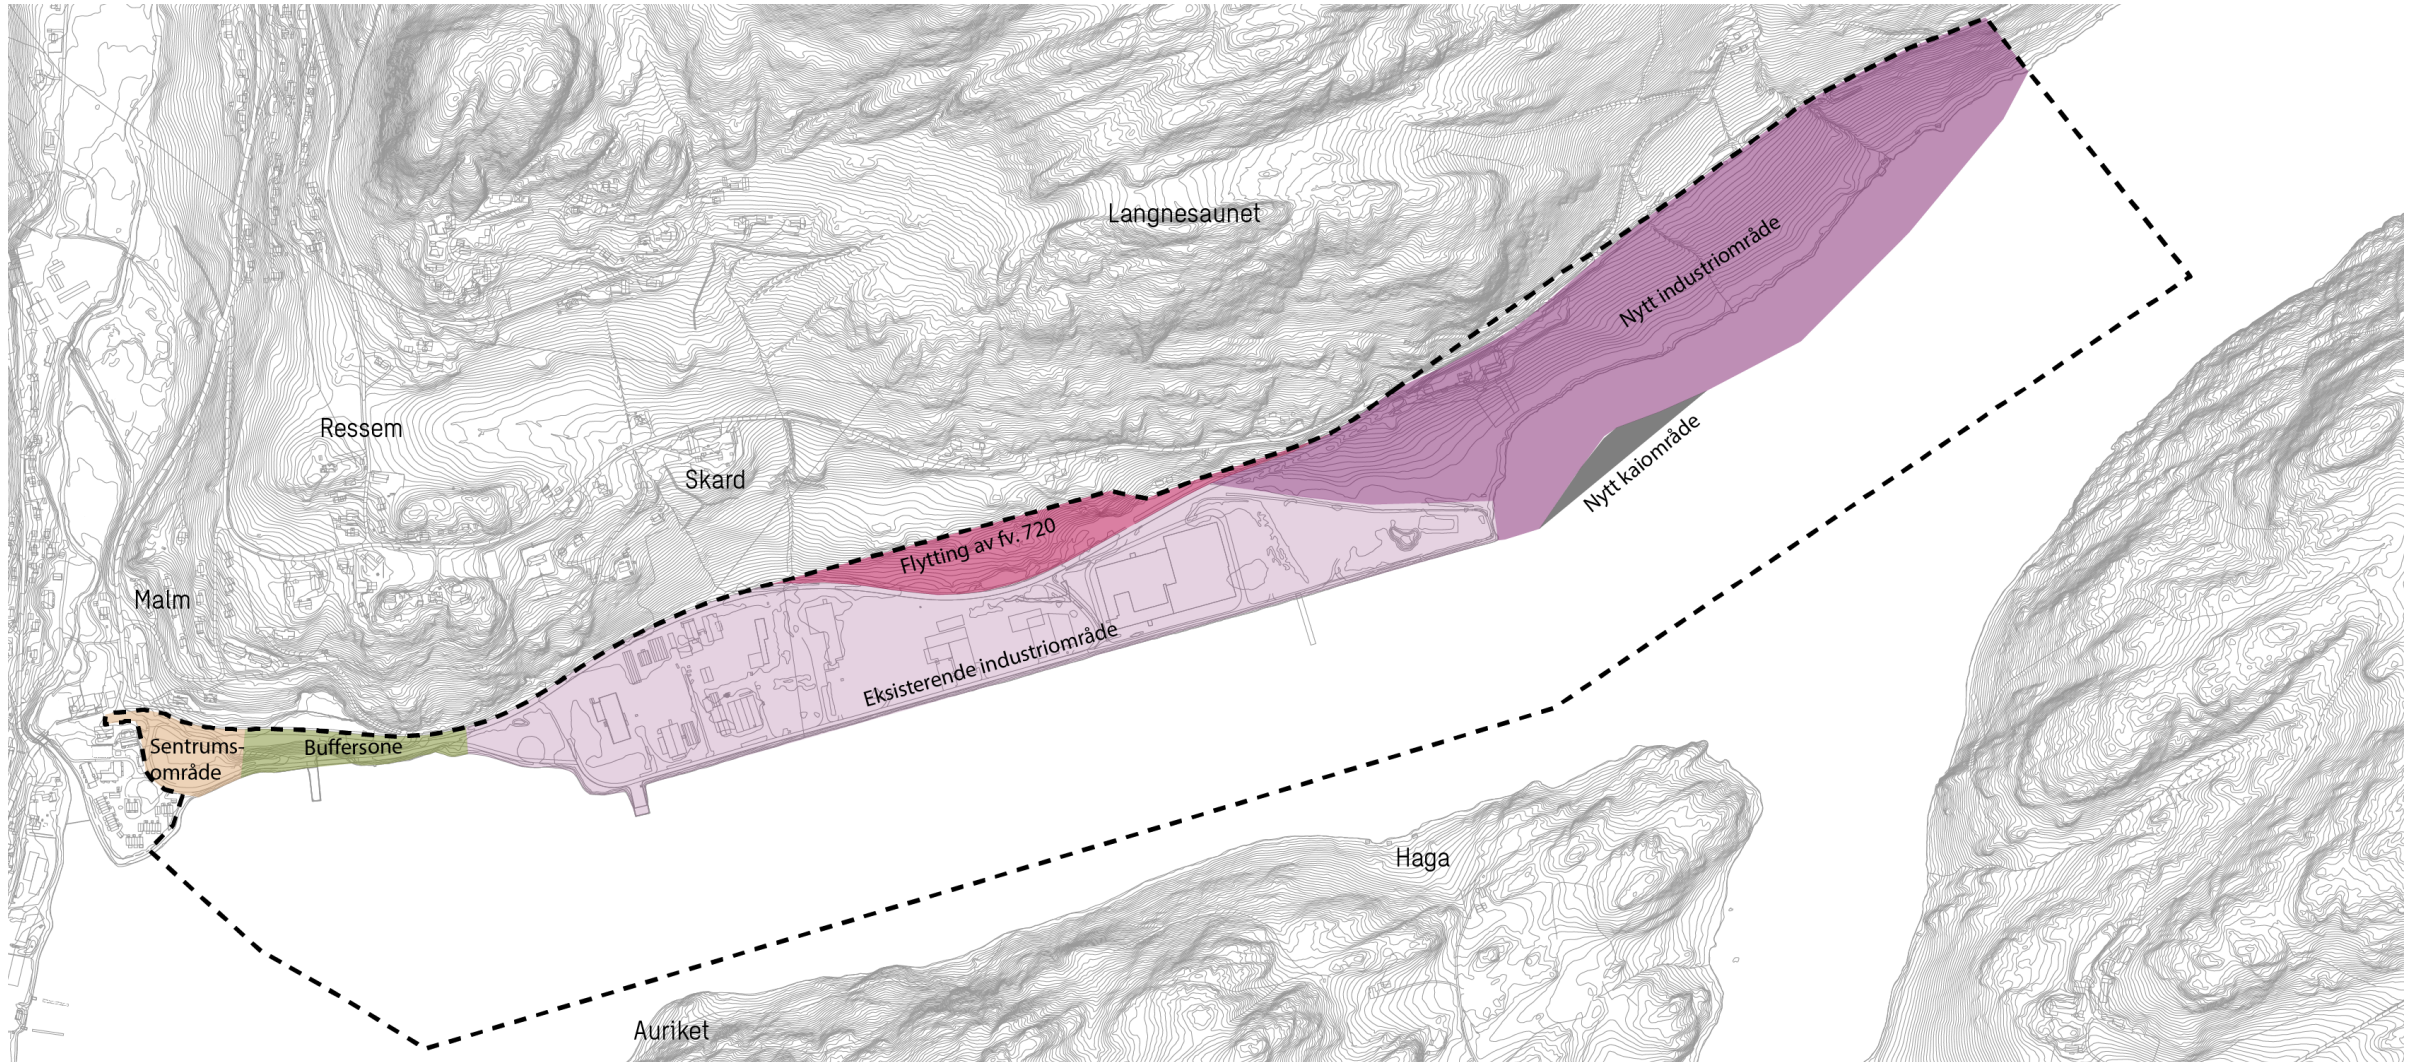 Langnesaunet
Nytt industriområde
Ressem
Nytt kaiområde
Skard
Flytting av fv. 720
Malm
Eksisterende industriområde
Sentrums-
område
Buffersone
Haga
Auriket